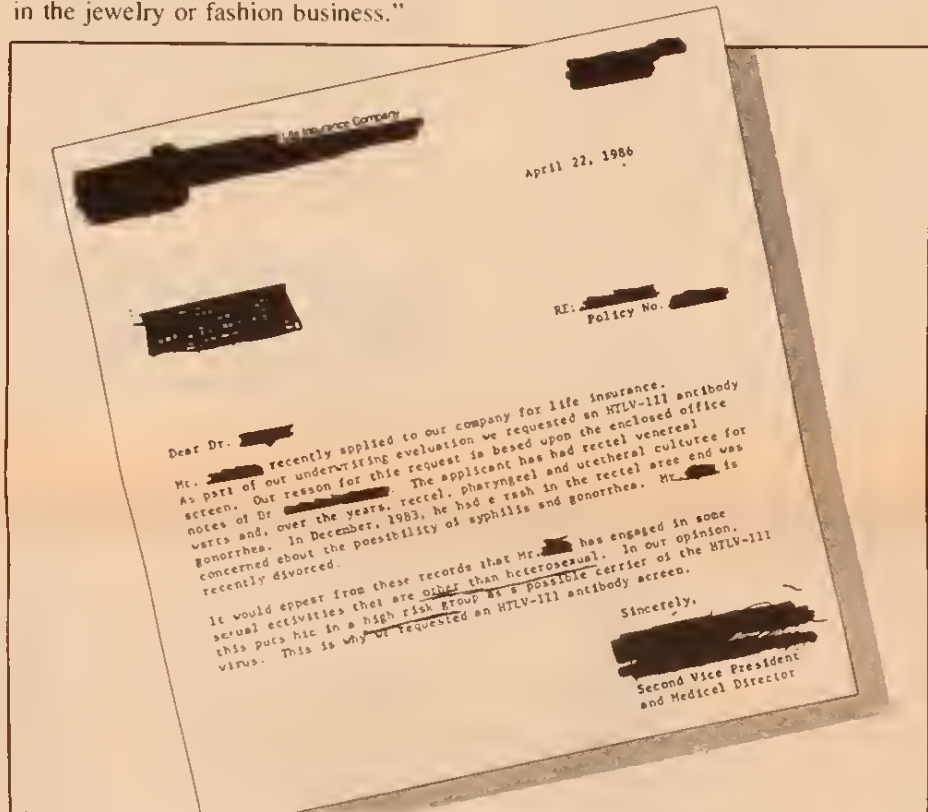 in the jewelry or fashion business.”
Life Insurance Company
April 22, 1986
RE:
Policy No.
Dear Dr.
Mr. recently applied to our company for life insurance.
As part of our underwriting evaluation we requested an HTLV-III antibody
screen. Our reason for this request is based upon the enclosed office
notes of Dr . The applicant has had rectal venereal
warts and, over the years, rectal, pharyngeal and urethral cultures for
gonorrhea. In December, 1983, he had a rash in the rectal area and was
concerned about the possibility of syphilis and gonorrhea. Mr. is
recently divorced.
It would appear from these records that Mr. has engaged in some
sexual activities that are other than heterosexual. In our opinion,
this puts him in a high risk group as a possible carrier of the HTLV-III
virus. This is why we requested an HTLV-III antibody screen.
Sincerely,
Second Vice President
and Medical Director